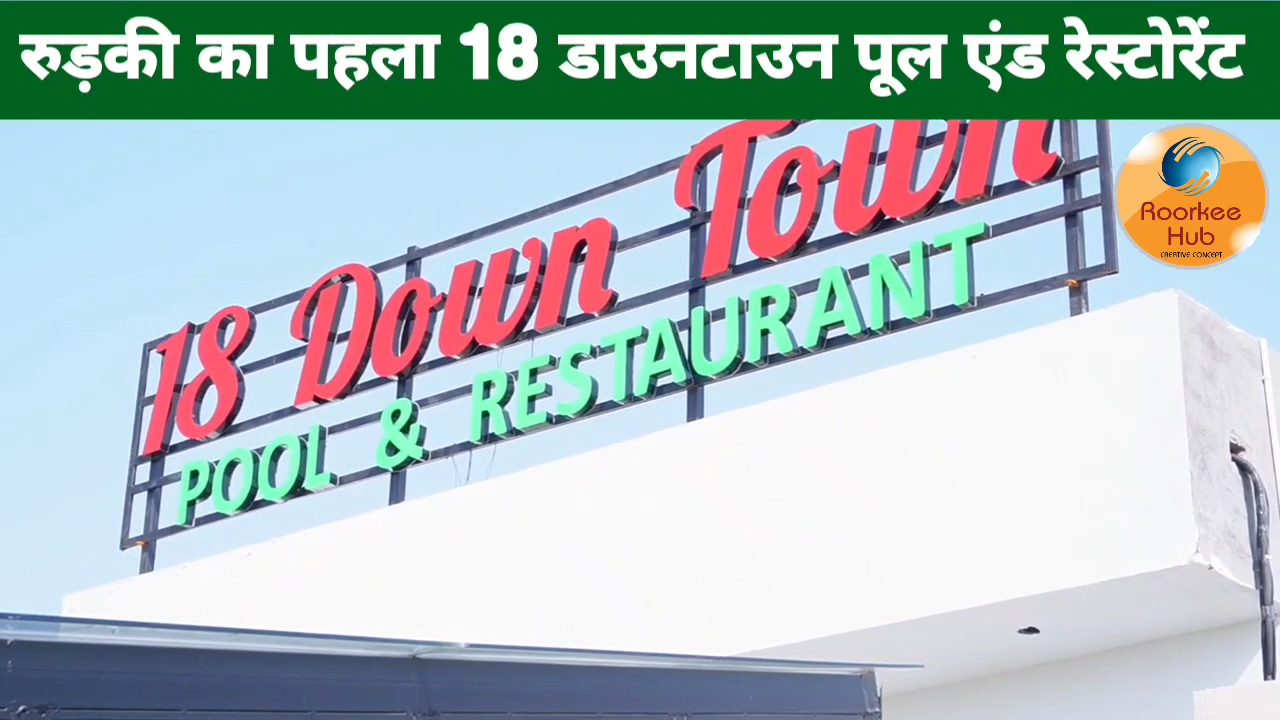 रुड़की का पहला 18 डाउनटाउन पूल एंड रेस्टोरेंट
18 Down Town
POOL & RESTAURANT
Roorkee
Hub
CREATIVE CONCEPT